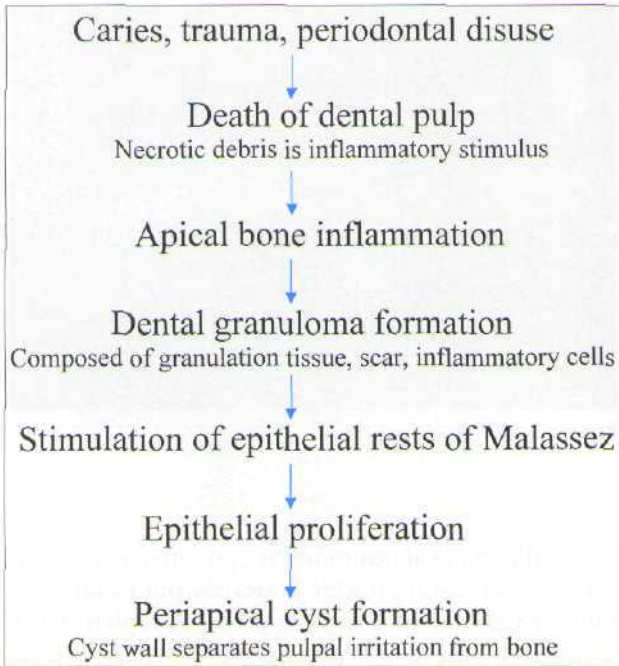 Caries, trauma, periodontal disuse
Death of dental pulp
Necrotic debris is inflammatory stimulus
Apical bone inflammation
Dental granuloma formation
Composed of granulation tissue, scar, inflammatory cells
Stimulation of epithelial rests of Malassez
Epithelial proliferation
Periapical cyst formation
Cyst wall separates pulpal irritation from bone